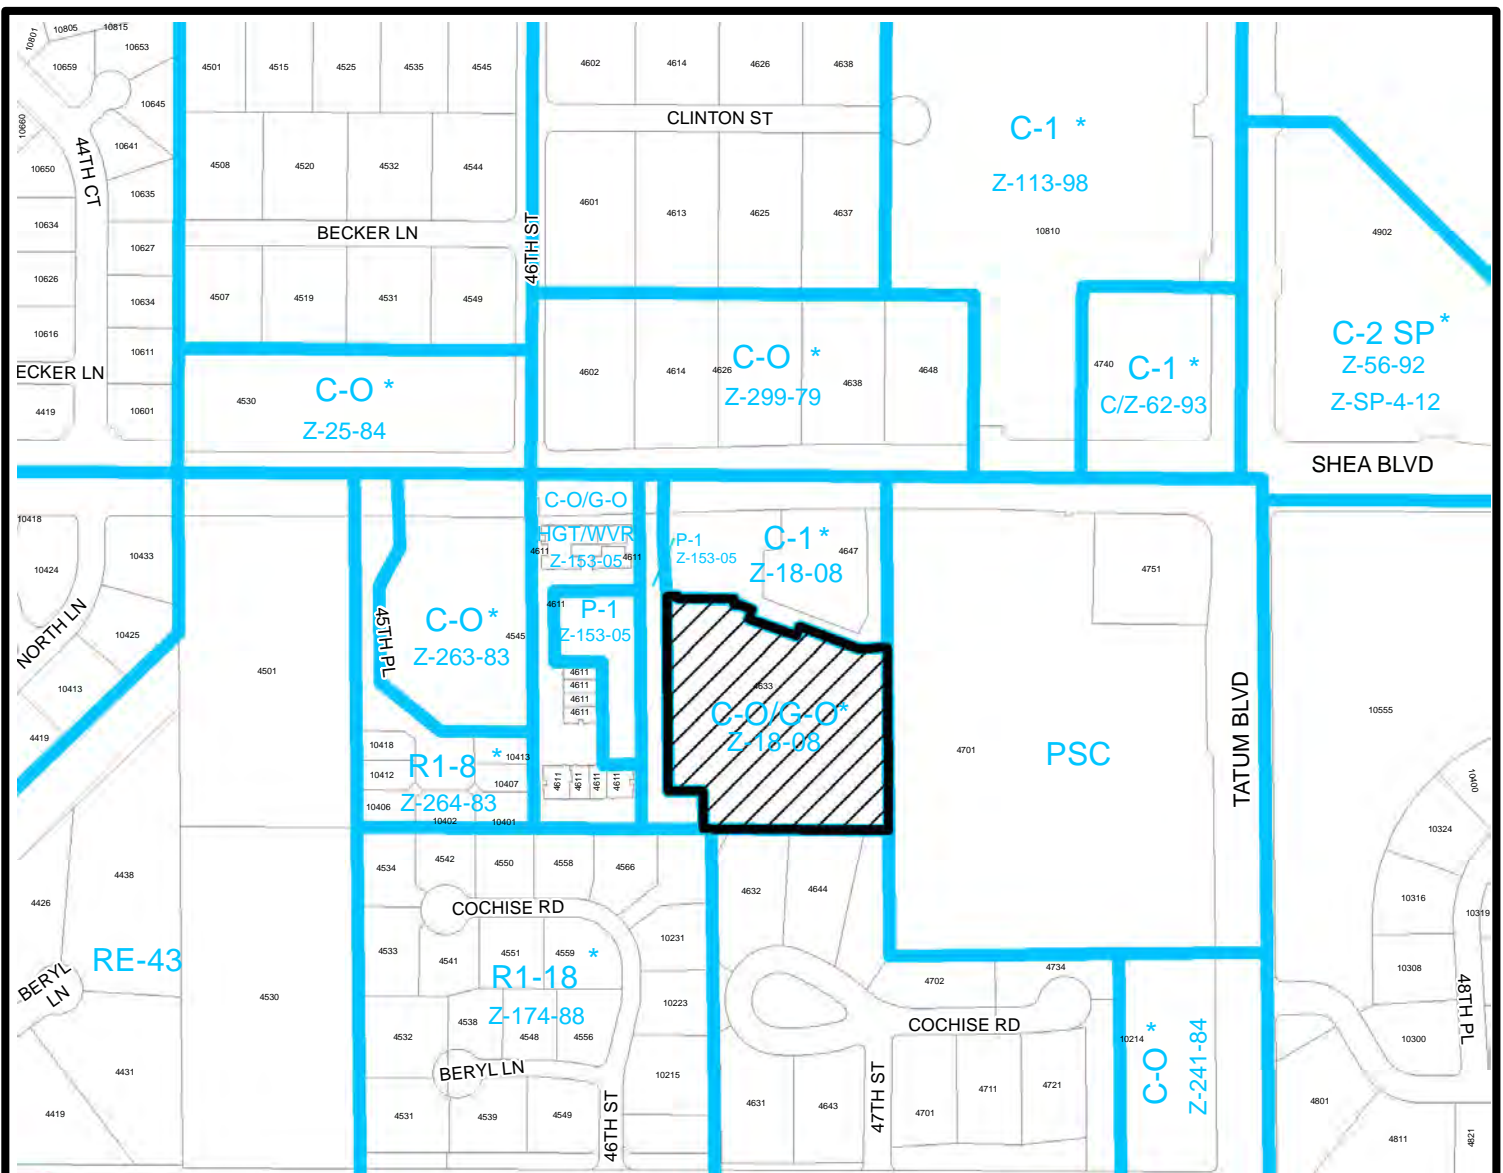 10801
10805
10815
10653
10659
10645
10660
10641
10650
44TH CT
10635
10634
10627
10626
10634
10616
10611
ECKER LN
4419
10601
4501
4515
4525
4535
4545
4508
4520
4532
4544
BECKER LN
4507
4519
4531
4549
46TH ST
4602
4614
4626
4638
CLINTON ST
4601
4613
4625
4637
C-1 *
Z-113-98
10810
4902
C-2 SP *
Z-56-92
Z-SP-4-12
4530
C-O *
Z-25-84
4602
4614
4626
C-O *
Z-299-79
4638
4648
4740
C-1 *
C/Z-62-93
SHEA BLVD
10418
10433
10424
NORTH LN
10425
10413
4419
4501
45TH PL
C-O *
4545
Z-263-83
C-O/G-O
HGT/WVR
4611
4611
Z-153-05
4611
P-1
Z-153-05
P-1
Z-153-05
C-1 *
4647
Z-18-08
4751
4611
4611
4611
4611
4633
C-O/G-O *
Z-18-08
4701
PSC
TATUM BLVD
10555
10418
R1-8 *
10413
10412
10407
Z-264-83
10406
10402
10401
4611
4611
4611
4611
10400
10324
4438
4426
RE-43
BERYL
LN
4530
4431
4419
4534
4542
4550
4558
4566
COCHISE RD
10231
4533
4541
4551
4559
R1-18 *
Z-174-88
10223
4532
4538
4548
4556
BERYL LN
10215
4531
4539
4549
46TH ST
4632
4644
4702
4734
COCHISE RD
47TH ST
4631
4643
4701
4711
4721
10214
C-O *
Z-241-84
10316
10319
10308
48TH PL
10300
4801
4811
4821